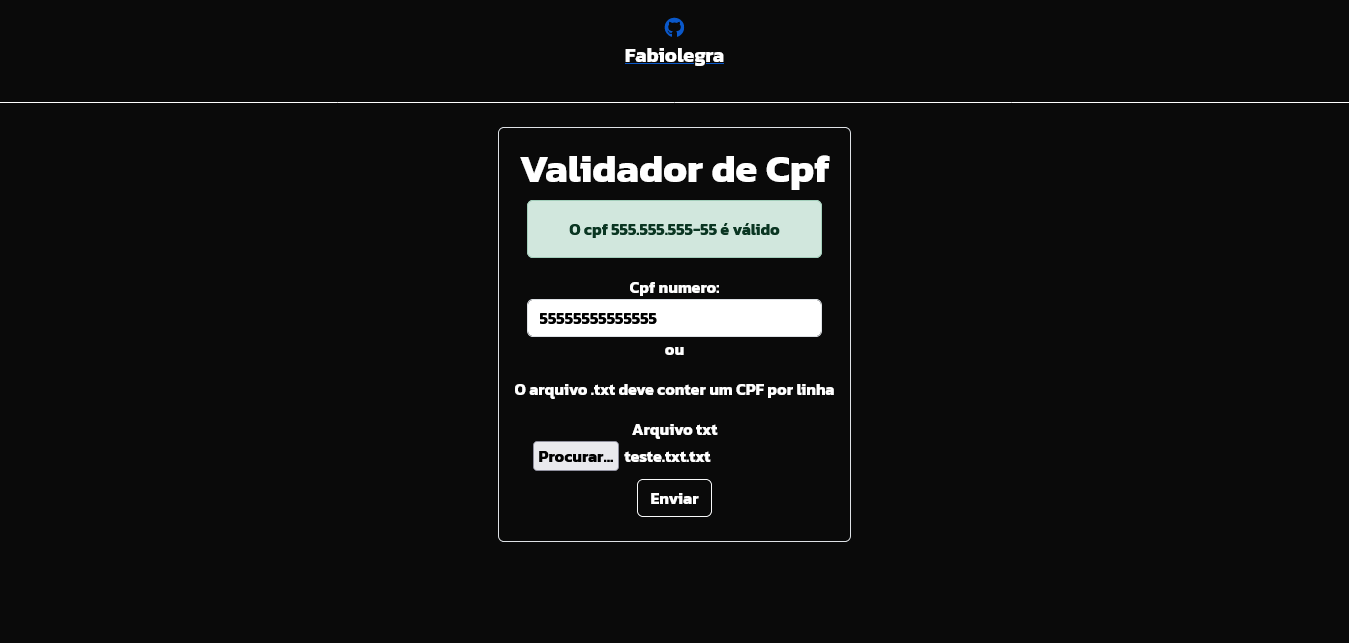 Fabiolegra
Validador de Cpf
O cpf 555.555.555-55 é válido
Cpf numero:
55555555555555
ou
O arquivo .txt deve conter um CPF por linha
Arquivo txt
Procurar... teste.txt.txt
Enviar